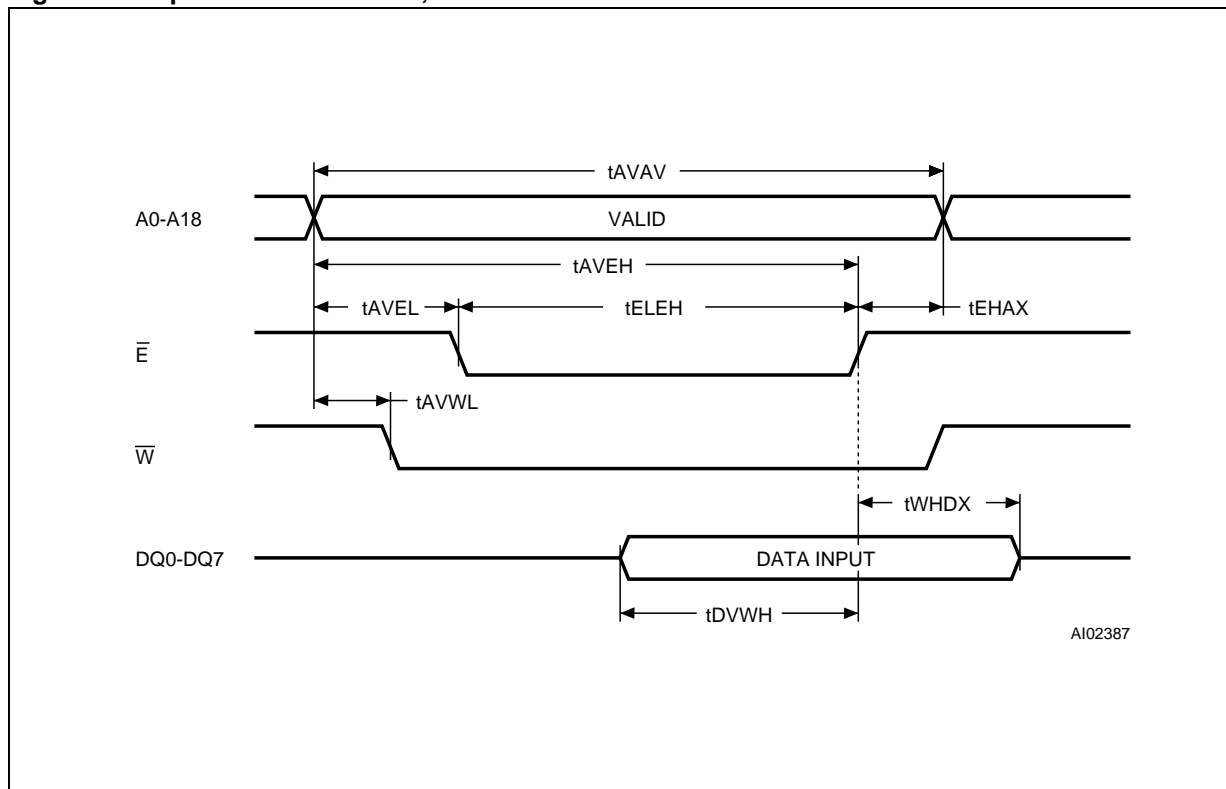 tAVAV
A0-A18
VALID
tAVEH
tAVEL
tELEH
tEHAX
E̅
tAVWL
W̅
tWHDX
DQ0-DQ7
DATA INPUT
tDVWH
AI02387